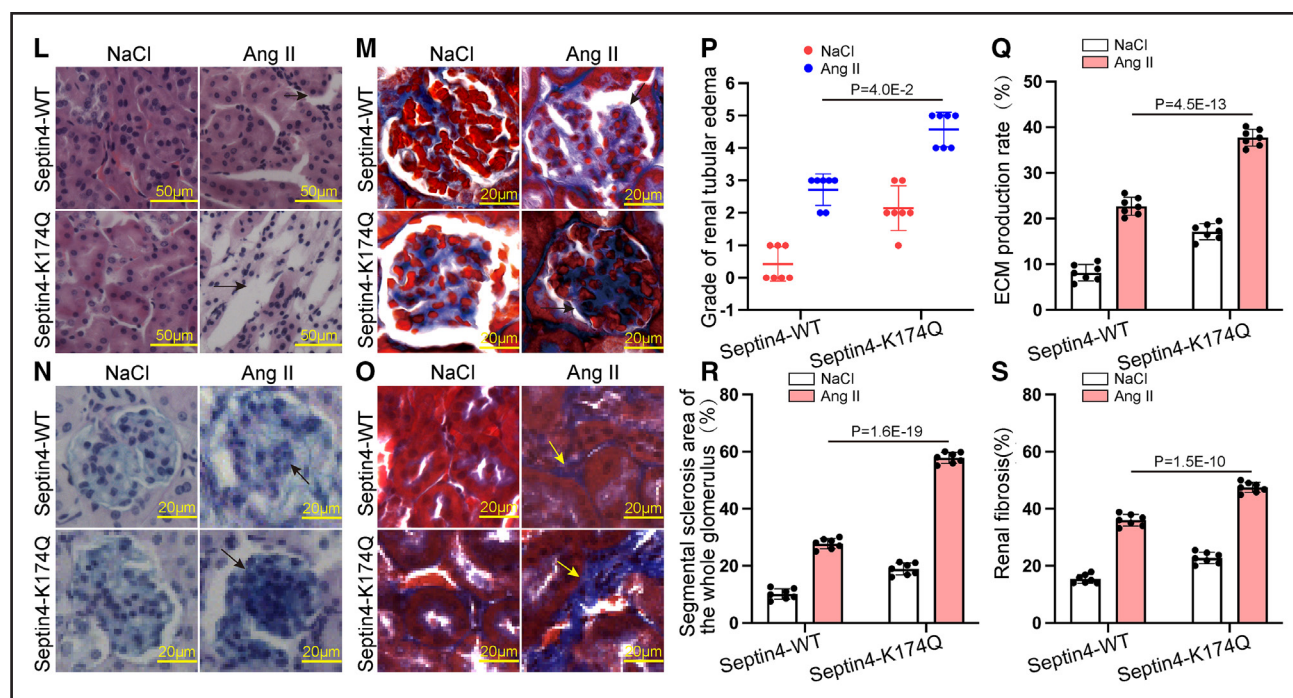 L
NaCl
Ang II
Septin4-WT
50μm
50μm
Septin4-K174Q
50μm
50μm
M
NaCl
Ang II
20μm
20μm
20μm
20μm
P
NaCl
Ang II
Grade of renal tubular edema
6
5
4
3
2
1
0
-1
P=4.0E-2
Septin4-WT
Septin4-K174Q
Q
NaCl
Ang II
ECM production rate (%)
50
40
30
20
10
0
P=4.5E-13
Septin4-WT
Septin4-K174Q
N
NaCl
Ang II
Septin4-WT
20μm
20μm
Septin4-K174Q
20μm
20μm
O
NaCl
Ang II
Septin4-WT
20μm
20μm
Septin4-K174Q
20μm
20μm
R
NaCl
Ang II
Segmental sclerosis area of
the whole glomerulus (%)
80
60
40
20
0
P=1.6E-19
Septin4-WT
Septin4-K174Q
S
NaCl
Ang II
Renal fibrosis(%)
80
60
40
20
0
P=1.5E-10
Septin4-WT
Septin4-K174Q